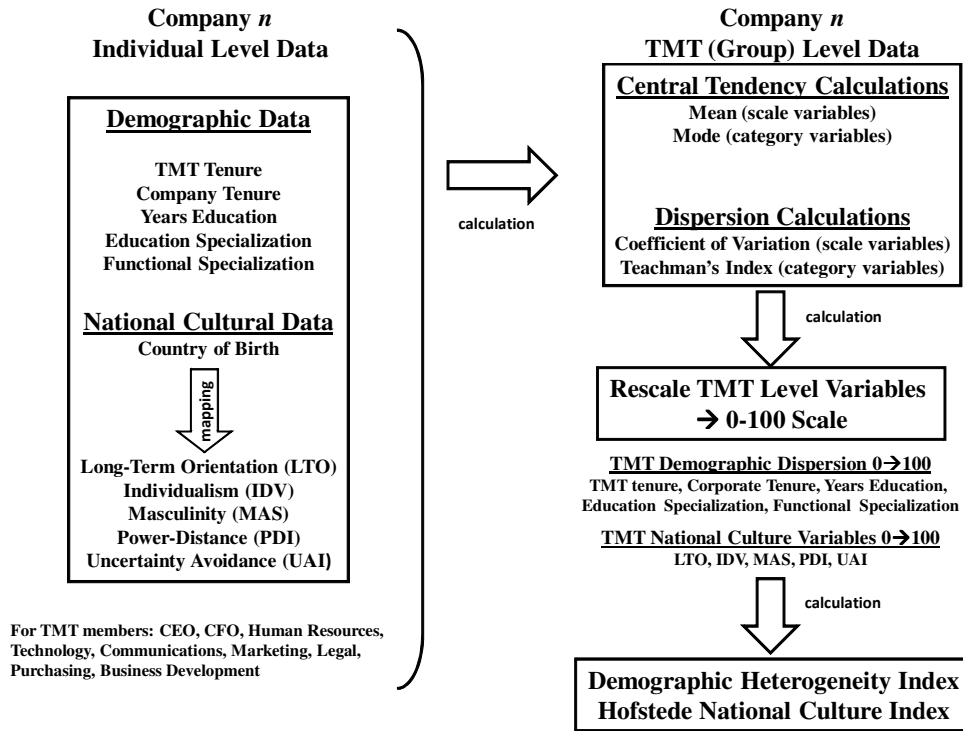 Company n
Individual Level Data
Demographic Data
TMT Tenure
Company Tenure
Years Education
Education Specialization
Functional Specialization
National Cultural Data
Country of Birth
mapping
Long-Term Orientation (LTO)
Individualism (IDV)
Masculinity (MAS)
Power-Distance (PDI)
Uncertainty Avoidance (UAI)
For TMT members: CEO, CFO, Human Resources,
Technology, Communications, Marketing, Legal,
Purchasing, Business Development
calculation
Company n
TMT (Group) Level Data
Central Tendency Calculations
Mean (scale variables)
Mode (category variables)
Dispersion Calculations
Coefficient of Variation (scale variables)
Teachman's Index (category variables)
calculation
Rescale TMT Level Variables
→ 0-100 Scale
TMT Demographic Dispersion 0→100
TMT tenure, Corporate Tenure, Years Education,
Education Specialization, Functional Specialization
TMT National Culture Variables 0→100
LTO, IDV, MAS, PDI, UAI
calculation
Demographic Heterogeneity Index
Hofstede National Culture Index